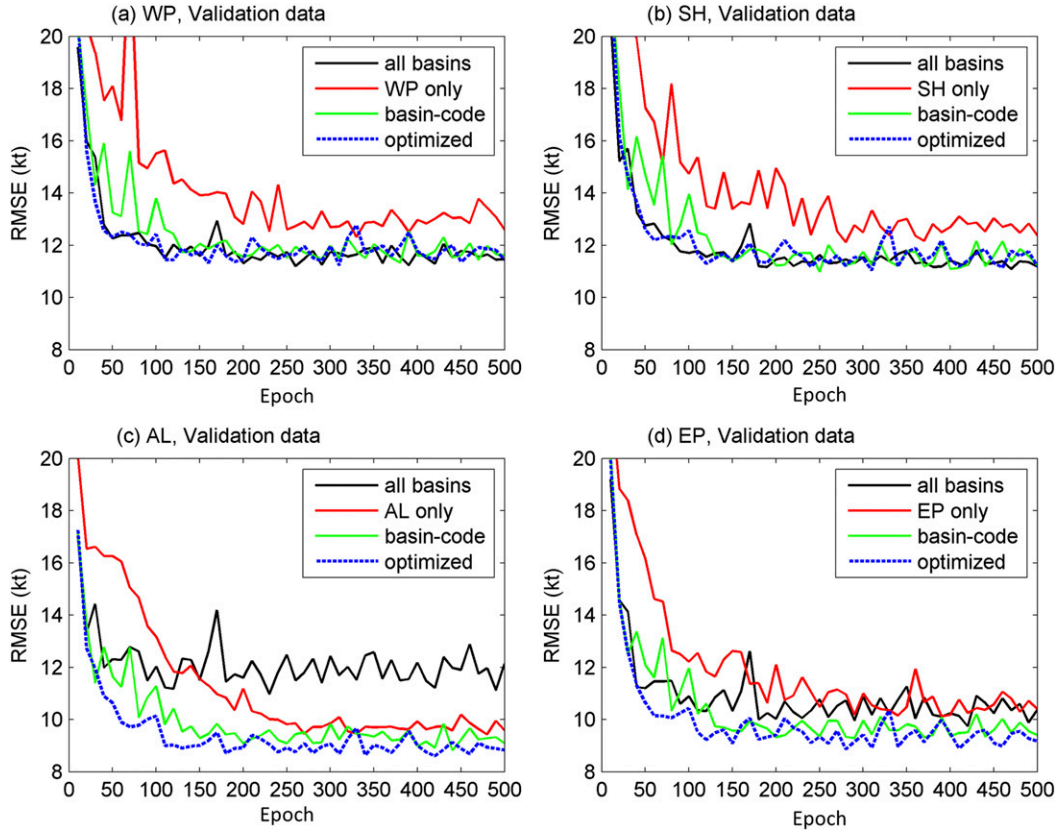 (a) WP, Validation data
20
18
16
14
12
10
8
RMSE (kt)
all basins
WP only
basin-code
optimized
0 50 100 150 200 250 300 350 400 450 500
Epoch
(b) SH, Validation data
20
18
16
14
12
10
8
RMSE (kt)
all basins
SH only
basin-code
optimized
0 50 100 150 200 250 300 350 400 450 500
Epoch
(c) AL, Validation data
20
18
16
14
12
10
8
RMSE (kt)
all basins
AL only
basin-code
optimized
0 50 100 150 200 250 300 350 400 450 500
Epoch
(d) EP, Validation data
20
18
16
14
12
10
8
RMSE (kt)
all basins
EP only
basin-code
optimized
0 50 100 150 200 250 300 350 400 450 500
Epoch